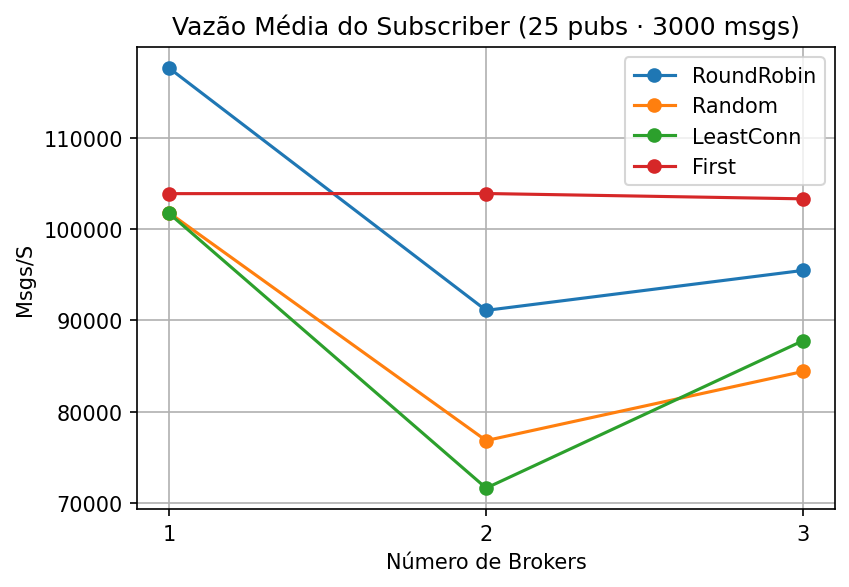 Vazão Média do Subscriber (25 pubs · 3000 msgs)
RoundRobin
Random
LeastConn
First
110000
100000
90000
80000
70000
Msgs/S
1
2
3
Número de Brokers